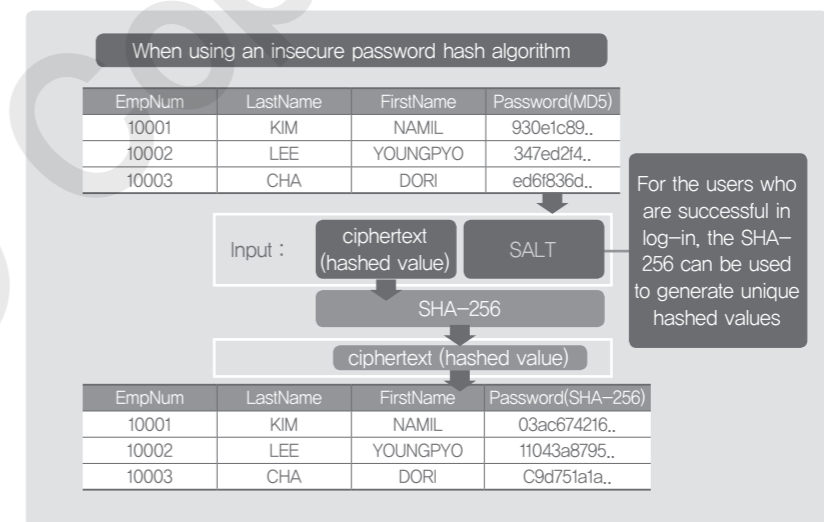 When using an insecure password hash algorithm
EmpNum LastName FirstName Password(MD5)
10001 KIM NAMIL 930e1c89..
10002 LEE YOUNGPYO 347ed2f4..
10003 CHA DORI ed6f836d..
For the users who
are successful in
log-in, the SHA-
256 can be used
to generate unique
hashed values
Input :
ciphertext
(hashed value)
SALT
SHA-256
ciphertext (hashed value)
EmpNum LastName FirstName Password(SHA-256)
10001 KIM NAMIL 03ac674216..
10002 LEE YOUNGPYO 11043a8795..
10003 CHA DORI C9d751a1a..